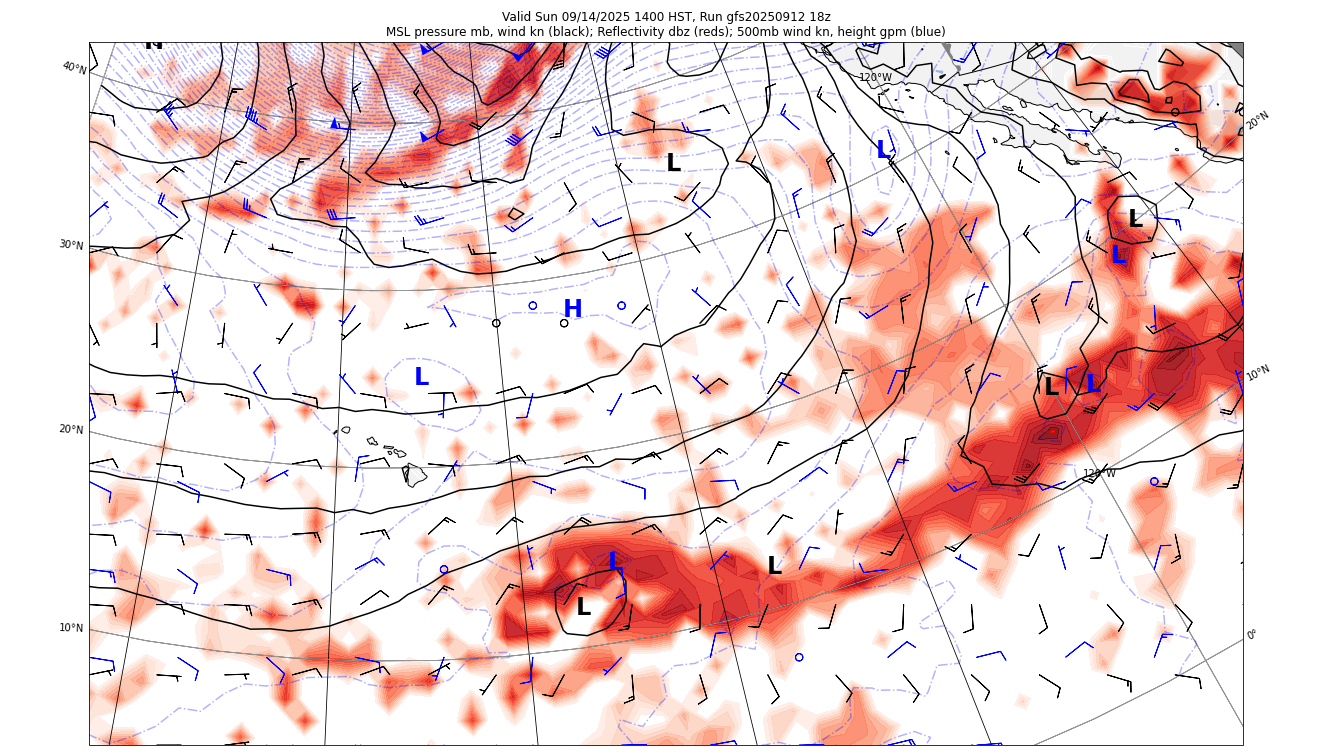 Valid Sun 09/14/2025 1400 HST, Run gfs20250912 18z
MSL pressure mb, wind kn (black); Reflectivity dbz (reds); 500mb wind kn, height gpm (blue)
H
40°N
120°W
20°N
L
L
L
30°N
L
H
L
10°N
L
L
20°N
120°W
L
L
L
10°N
0°